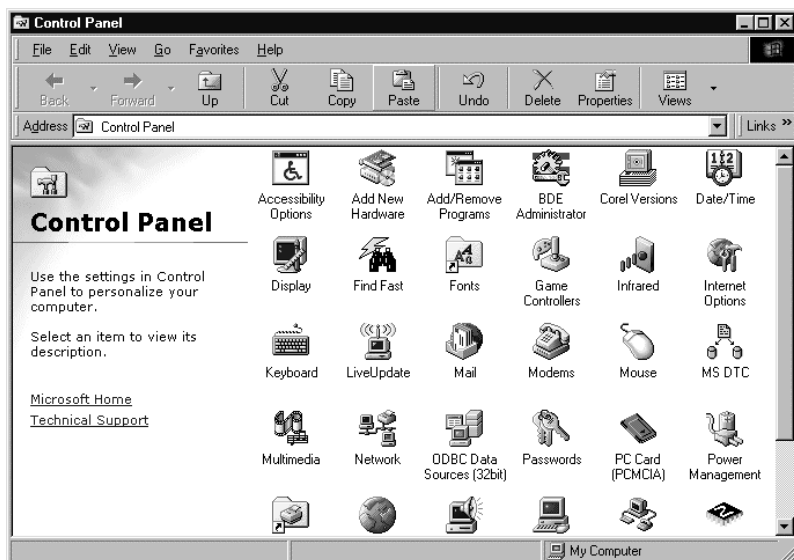 Control Panel
File Edit View Go Favorites Help
Back Forward Up Cut Copy Paste Undo Delete Properties Views
Address Control Panel Links »
Control Panel
Use the settings in Control
Panel to personalize your
computer.
Select an item to view its
description.
Microsoft Home
Technical Support
Accessibility Options
Add New Hardware
Add/Remove Programs
BDE Administrator
Corel Versions
Date/Time
Display
Find Fast
Fonts
Game Controllers
Infrared
Internet Options
Keyboard
LiveUpdate
Mail
Modems
Mouse
MS DTC
Multimedia
Network
ODBC Data Sources (32bit)
Passwords
PC Card (PCMCIA)
Power Management
My Computer